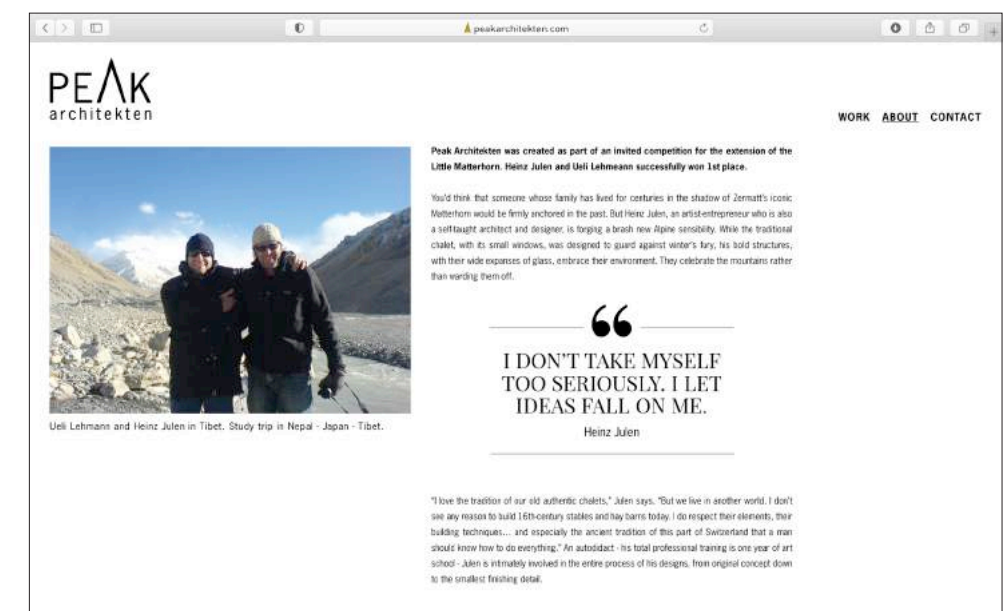 peakarchitekten.com
PEAK
architekten
WORK ABOUT CONTACT
Peak Architekten was created as part of an invited competition for the extension of the
Little Matterhorn. Heinz Julen and Ueli Lehmeann successfully won 1st place.
You'd think that someone whose family has lived for centuries in the shadow of Zermatt's iconic
Matterhorn would be firmly anchored in the past. But Heinz Julen, an artist-entrepreneur who is also
a self-taught architect and designer, is forging a brash new Alpine sensibility. While the traditional
chalet, with its small windows, was designed to guard against winter's fury, his bold structures,
with their wide expanses of glass, embrace their environment. They celebrate the mountains rather
than warding them off.
“
I DON'T TAKE MYSELF
TOO SERIOUSLY. I LET
IDEAS FALL ON ME.
Heinz Julen
Ueli Lehmann and Heinz Julen in Tibet. Study trip in Nepal - Japan - Tibet.
"I love the tradition of our old authentic chalets," Julen says. "But we live in another world. I don't
see any reason to build 16th-century stables and hay barns today. I do respect their elements, their
building techniques... and especially the ancient tradition of this part of Switzerland that a man
should know how to do everything." An autodidact - his total professional training is one year of art
school - Julen is intimately involved in the entire process of his designs, from original concept down
to the smallest finishing detail.